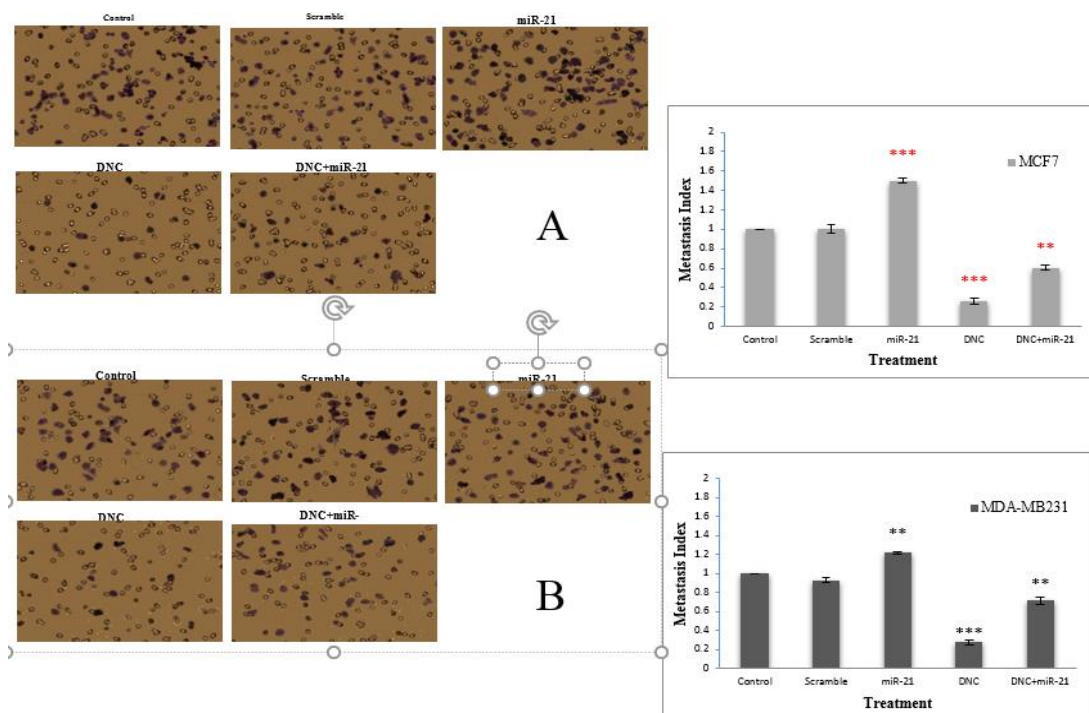 Control
Scramble
miR-21
DNC
DNC+miR-21
A
Control
Scramble
miR-21
DNC
DNC+miR-
B
2
1.8
1.6
1.4
1.2
1
0.8
0.6
0.4
0.2
0
Metastasis Index
***
***
**
MCF7
Control Scramble miR-21 DNC DNC+miR-21
Treatment
2
1.8
1.6
1.4
1.2
1
0.8
0.6
0.4
0.2
0
Metastasis Index
**
***
**
MDA-MB231
Control Scramble miR-21 DNC DNC+miR-21
Treatment